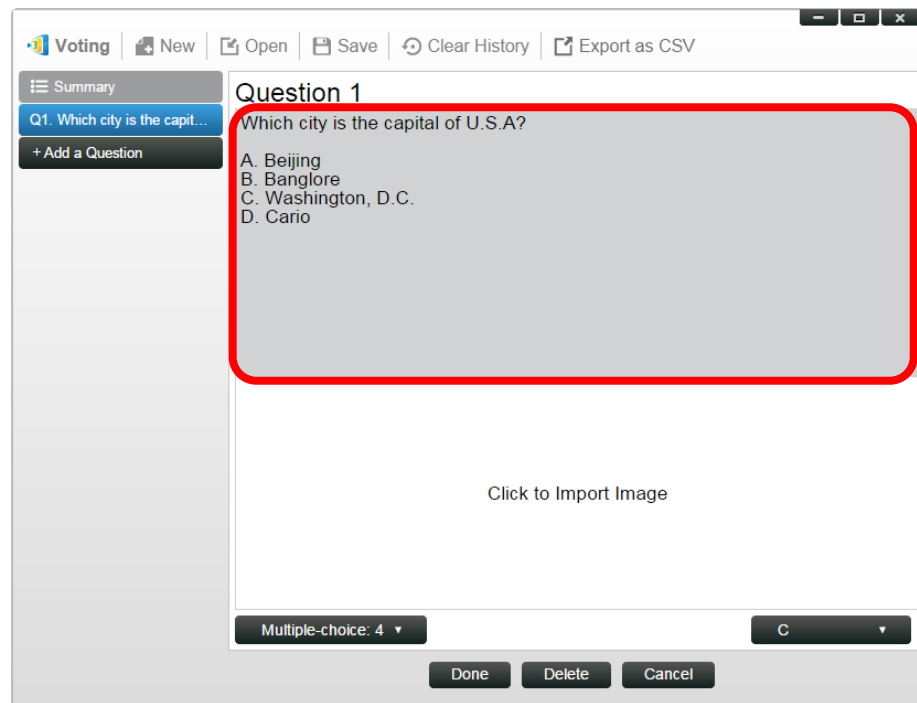 Voting New Open Save Clear History Export as CSV
Summary
Q1. Which city is the capit...
+ Add a Question
Question 1
Which city is the capital of U.S.A?
A. Beijing
B. Banglore
C. Washington, D.C.
D. Cario
Click to Import Image
Multiple-choice: 4 C
Done Delete Cancel